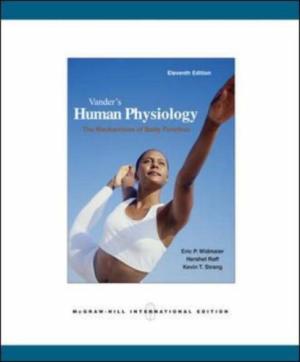 Eleventh Edition
Vander's
Human Physiology
The Mechanisms of Body Function
Eric P. Widmaier
Hershel Raff
Kevin T. Strang
McGRAW-HILL INTERNATIONAL EDITION